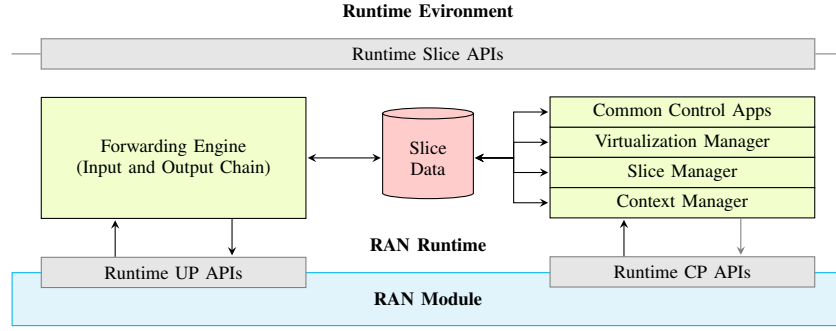 Runtime Evironment
Runtime Slice APIs
Forwarding Engine
(Input and Output Chain)
Slice
Data
Common Control Apps
Virtualization Manager
Slice Manager
Context Manager
RAN Runtime
Runtime UP APIs
Runtime CP APIs
RAN Module